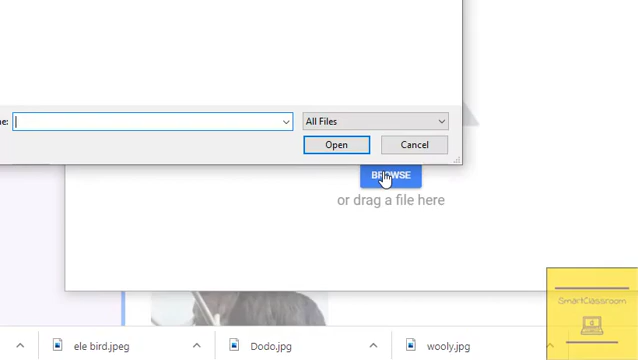 ne:
All Files
Open
Cancel
BROWSE
or drag a file here
SmartClassroom
ele bird.jpeg
Dodo.jpg
wooly.jpg